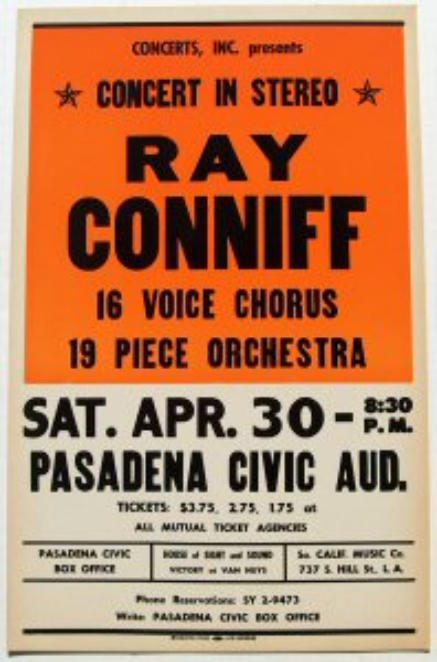 CONCERTS, INC. presents
CONCERT IN STEREO
RAY
CONNIFF
16 VOICE CHORUS
19 PIECE ORCHESTRA
SAT. APR. 30 - 8:30 P.M.
PASADENA CIVIC AUD.
TICKETS: $3.75, 2.75, 1.75 at
ALL MUTUAL TICKET AGENCIES
PASADENA CIVIC
BOX OFFICE
HOUSE of SIGHT and SOUND
VICTORY at VAN NUYS
So. CALIF. MUSIC Co.
737 S. HILL St., L. A.
Phone Reservations: SY 2-9473
Write: PASADENA CIVIC BOX OFFICE